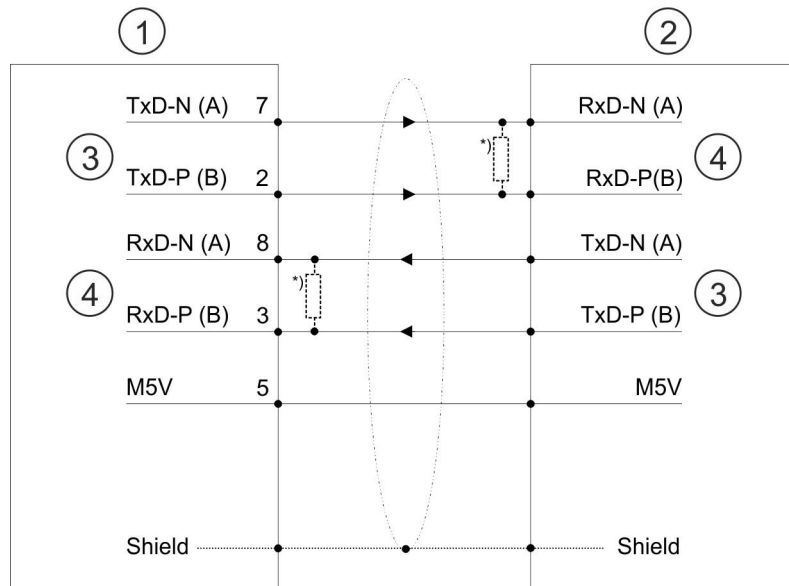 1 2
TxD-N (A) 7 RxD-N (A)
*)
3 4
TxD-P (B) 2 RxD-P(B)
RxD-N (A) 8 TxD-N (A)
*)
4 3
RxD-P (B) 3 TxD-P (B)
M5V 5 M5V
Shield Shield